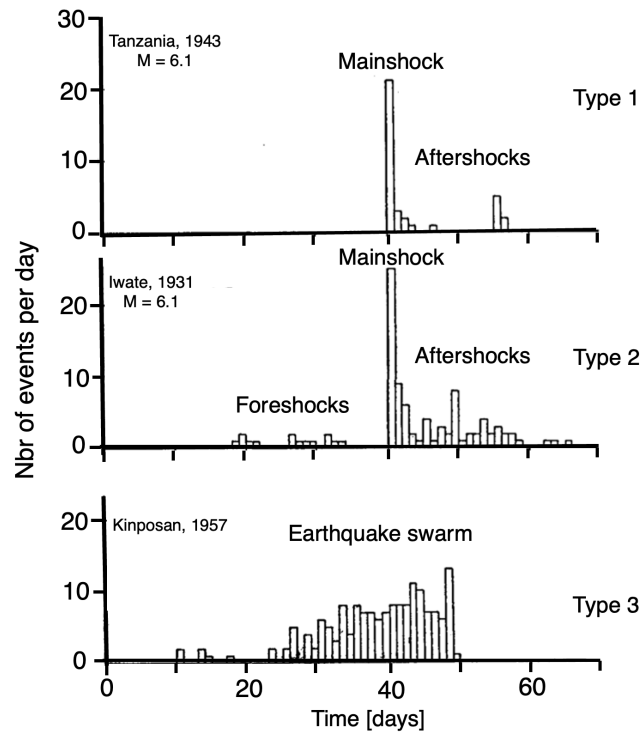 Nbr of events per day
30
20
10
0
Tanzania, 1943
M = 6.1
Mainshock
Aftershocks
Type 1
20
10
0
Iwate, 1931
M = 6.1
Foreshocks
Mainshock
Aftershocks
Type 2
20
10
0
Kinposan, 1957
Earthquake swarm
Type 3
0
20
40
60
Time [days]